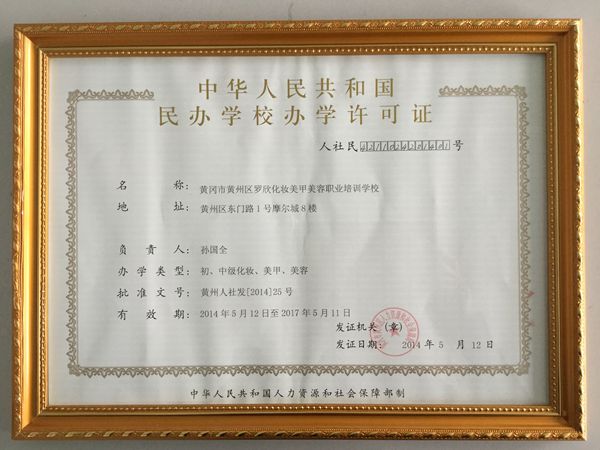 中华人民共和国
民办学校办学许可证
人社民 号
名 称: 黄冈市黄州区罗欣化妆美甲美容职业培训学校
地 址: 黄州区东门路1号摩尔城8楼
负 责 人: 孙国全
办 学 类 型: 初、中级化妆、美甲、美容
批 准 文 号: 黄州人社发[2014]25号
有 效 期: 2014年5月12日至2017年5月11日
发证机关(章)
发证日期: 2014年5月12日
中华人民共和国人力资源和社会保障部制